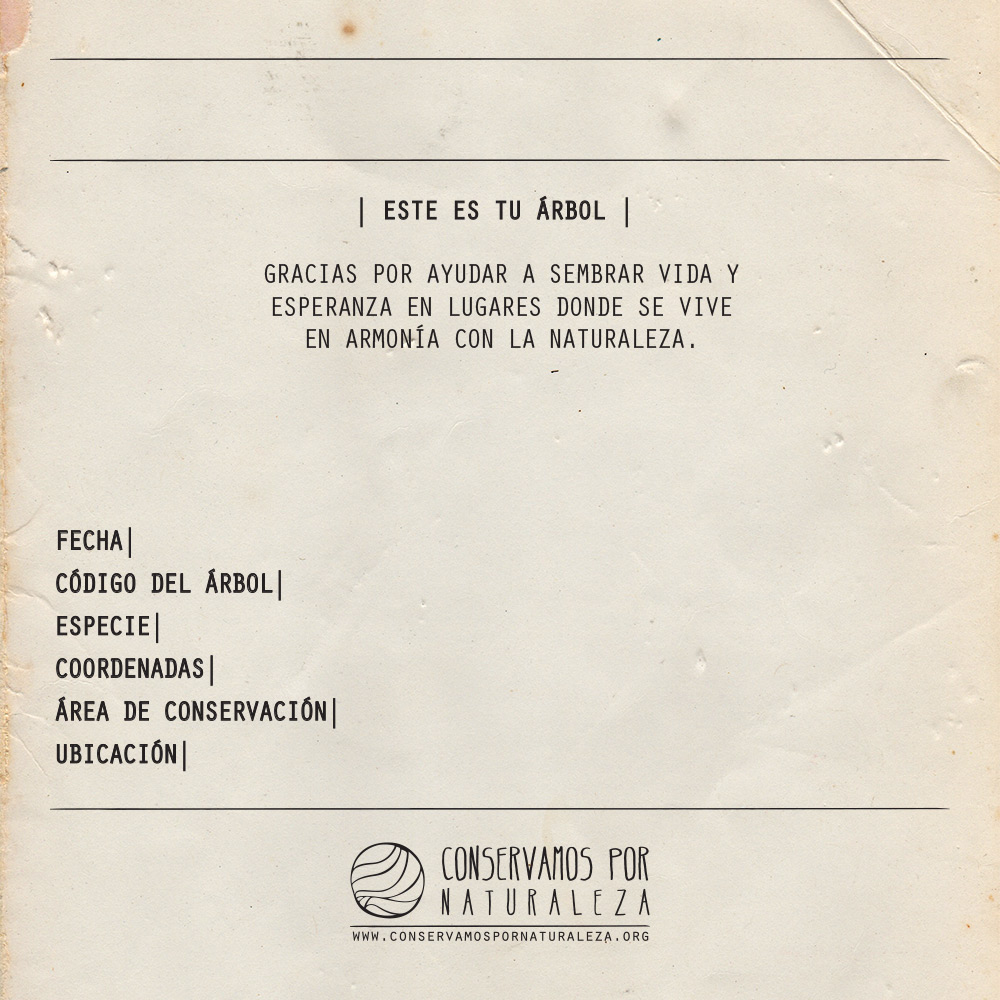 | ESTE ES TU ÁRBOL |
GRACIAS POR AYUDAR A SEMBRAR VIDA Y
ESPERANZA EN LUGARES DONDE SE VIVE
EN ARMONÍA CON LA NATURALEZA.
FECHA|
CÓDIGO DEL ÁRBOL|
ESPECIE|
COORDENADAS|
ÁREA DE CONSERVACIÓN|
UBICACIÓN|
CONSERVAMOS POR
NATURALEZA
WWW.CONSERVAMOSPORNATURALEZA.ORG